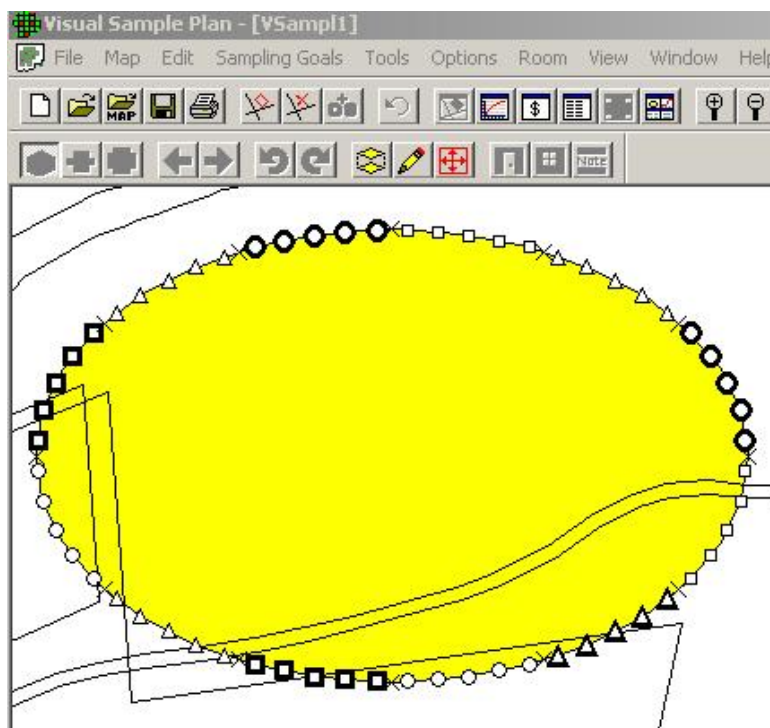 Visual Sample Plan - [VSampl1]
File Map Edit Sampling Goals Tools Options Room View Window Help
MAP $
Note